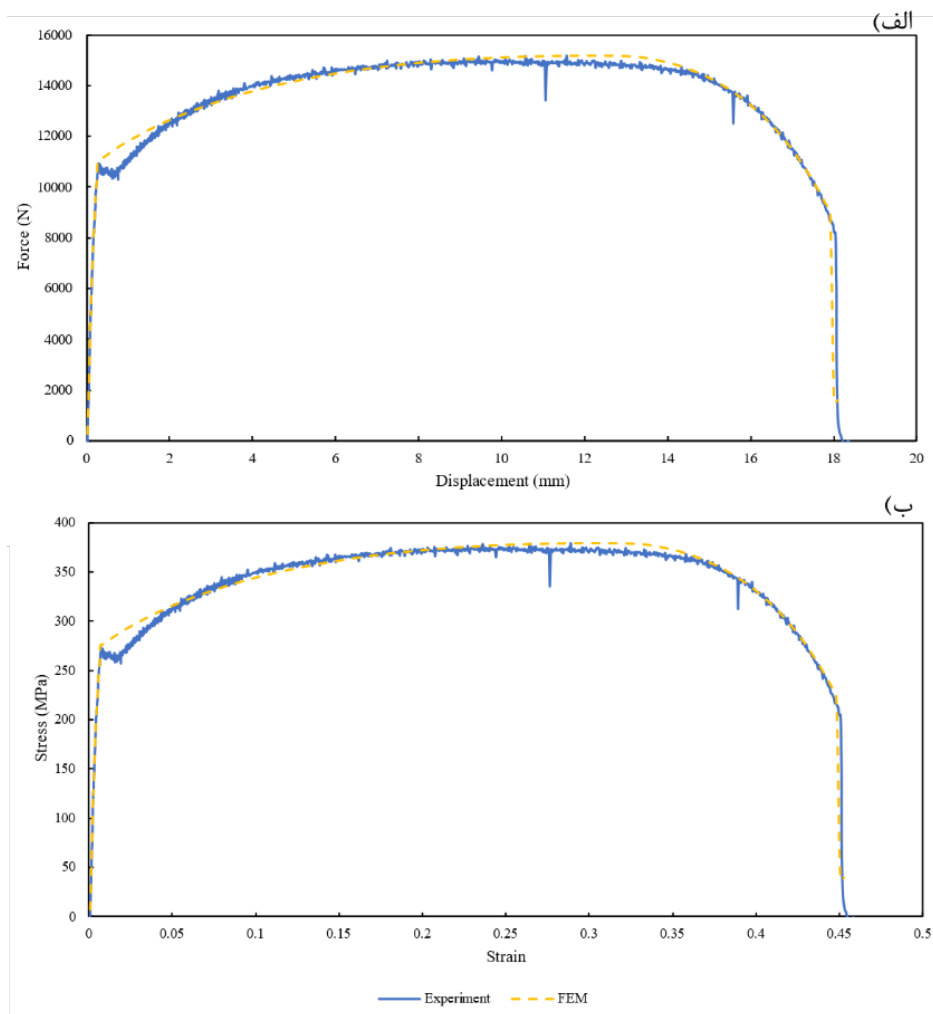 الف)
16000
14000
12000
10000
8000
6000
4000
2000
0
Force (N)
0 2 4 6 8 10 12 14 16 18 20
Displacement (mm)
ب)
400
350
300
250
200
150
100
50
0
Stress (MPa)
0 0.05 0.1 0.15 0.2 0.25 0.3 0.35 0.4 0.45 0.5
Strain
Experiment FEM